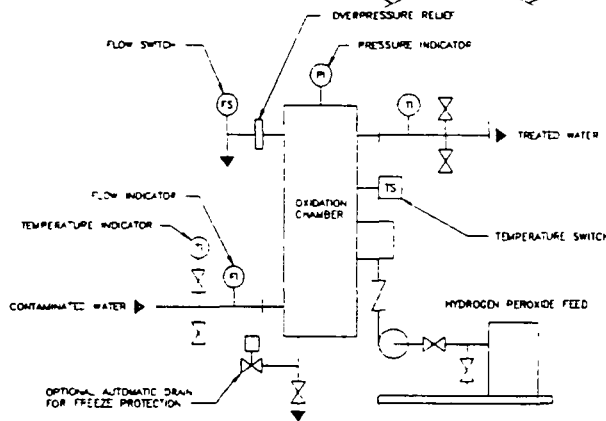 OVERPRESSURE RELIEF
FLOW SWITCH
PRESSURE INDICATOR
PI
FS
TI
TREATED WATER
FLOW INDICATOR
OXIDATION
CHAMBER
TS
TEMPERATURE INDICATOR
TEMPERATURE SWITCH
TI
FI
CONTAMINATED WATER
HYDROGEN PEROXIDE FEED
OPTIONAL AUTOMATIC DRAIN
FOR FREEZE PROTECTION